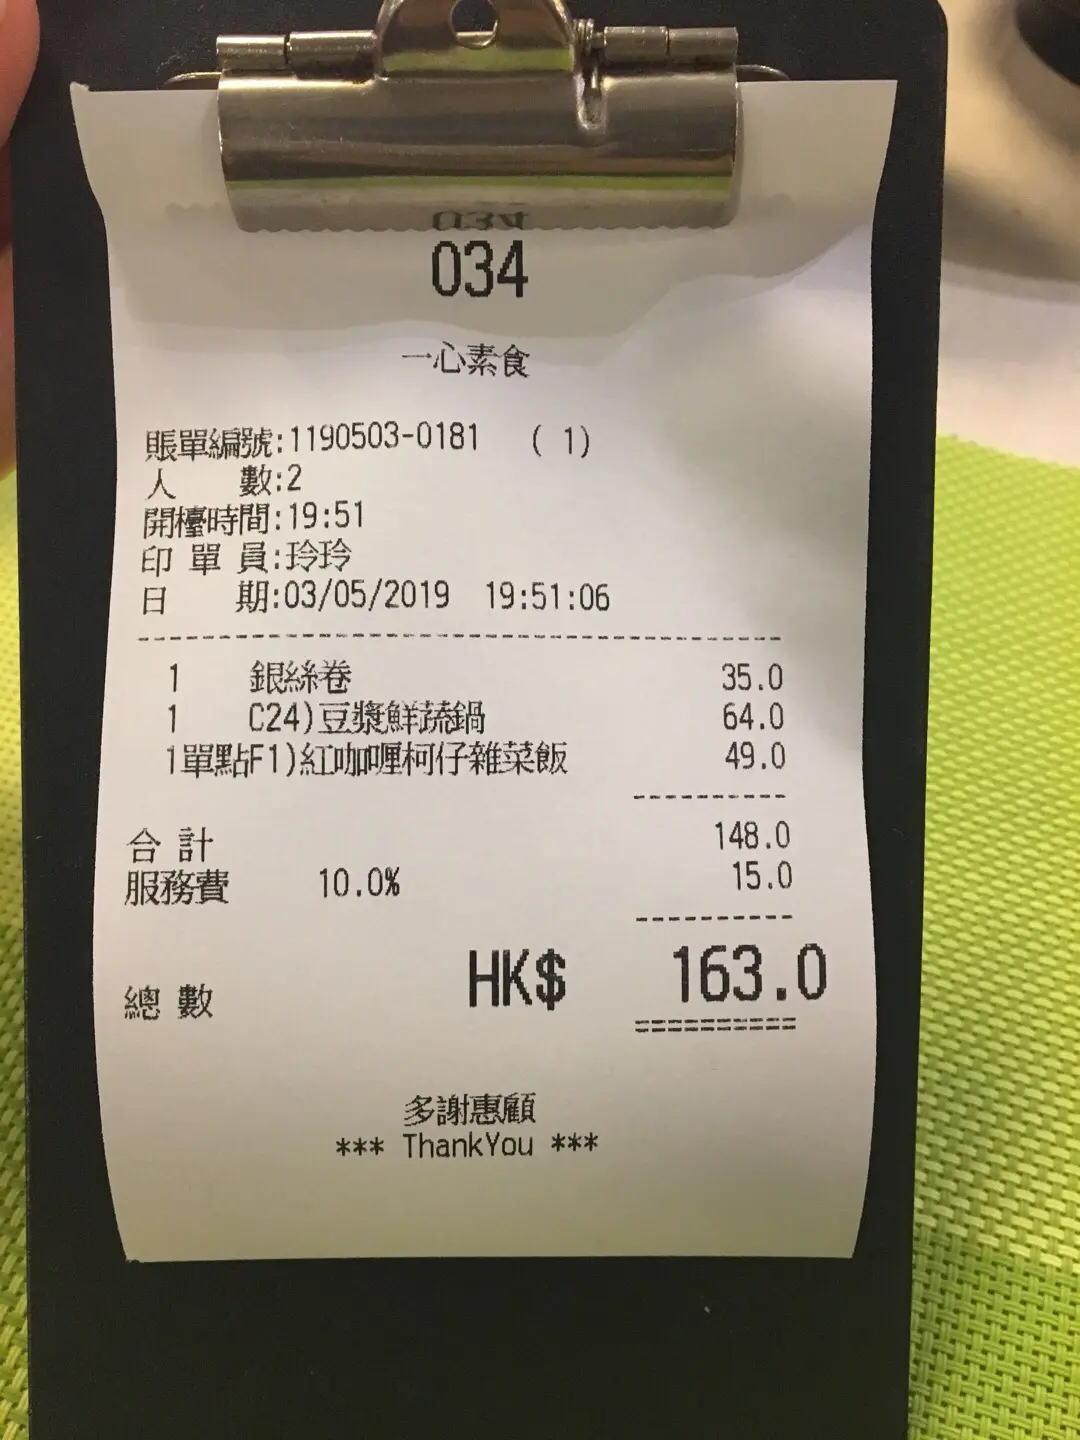 034
034
一心素食
賬單編號:1190503-0181 ( 1)
人 數:2
開檯時間:19:51
印 單 員:玲玲
日 期:03/05/2019 19:51:06
1 銀絲卷 35.0
1 C24)豆漿鮮蔬鍋 64.0
1單點F1)紅咖喱柯仔雜菜飯 49.0
合 計 148.0
服務費 10.0% 15.0
總 數 HK$ 163.0
多謝惠顧
*** ThankYou ***